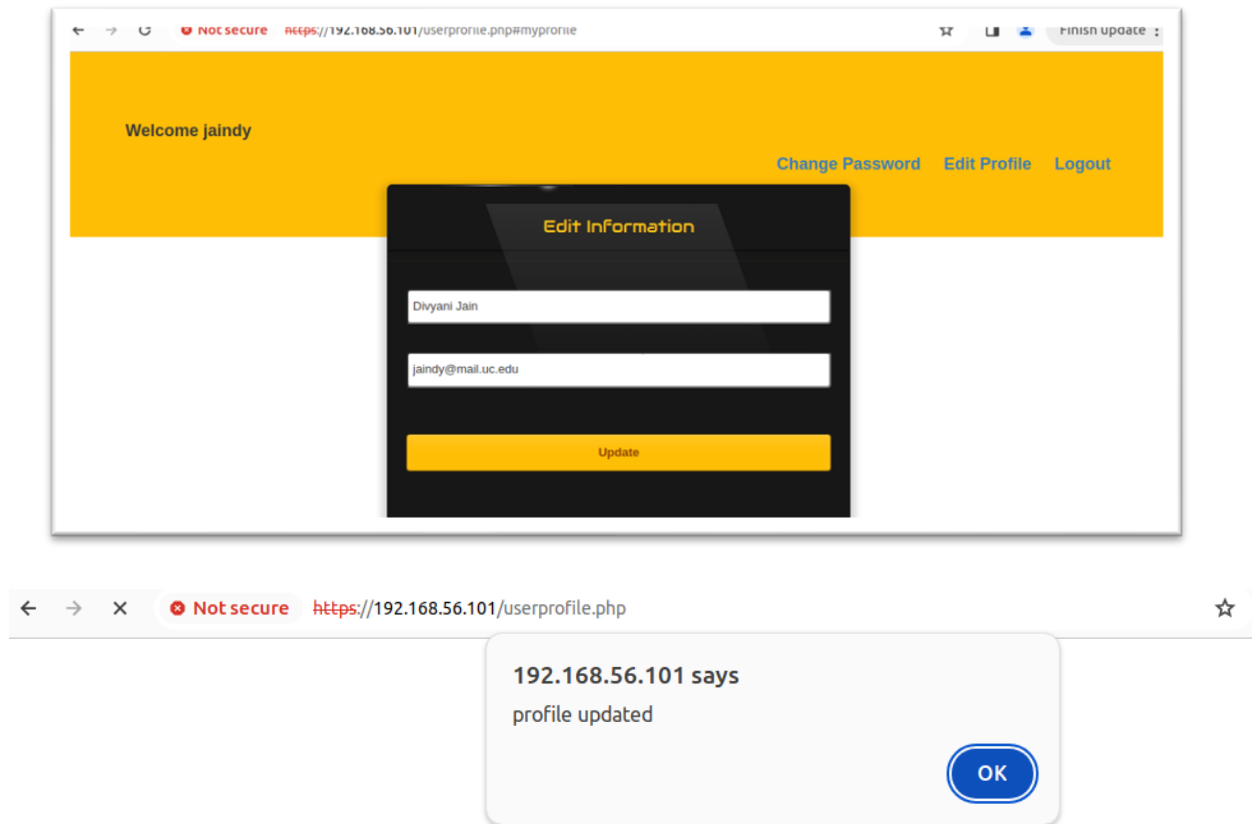 Not secure https://192.168.56.101/userprofile.php#myprofile Finish update
Welcome jaindy
Change Password Edit Profile Logout
Edit Information
Divyani Jain
jaindy@mail.uc.edu
Update
Not secure https://192.168.56.101/userprofile.php
192.168.56.101 says
profile updated
OK